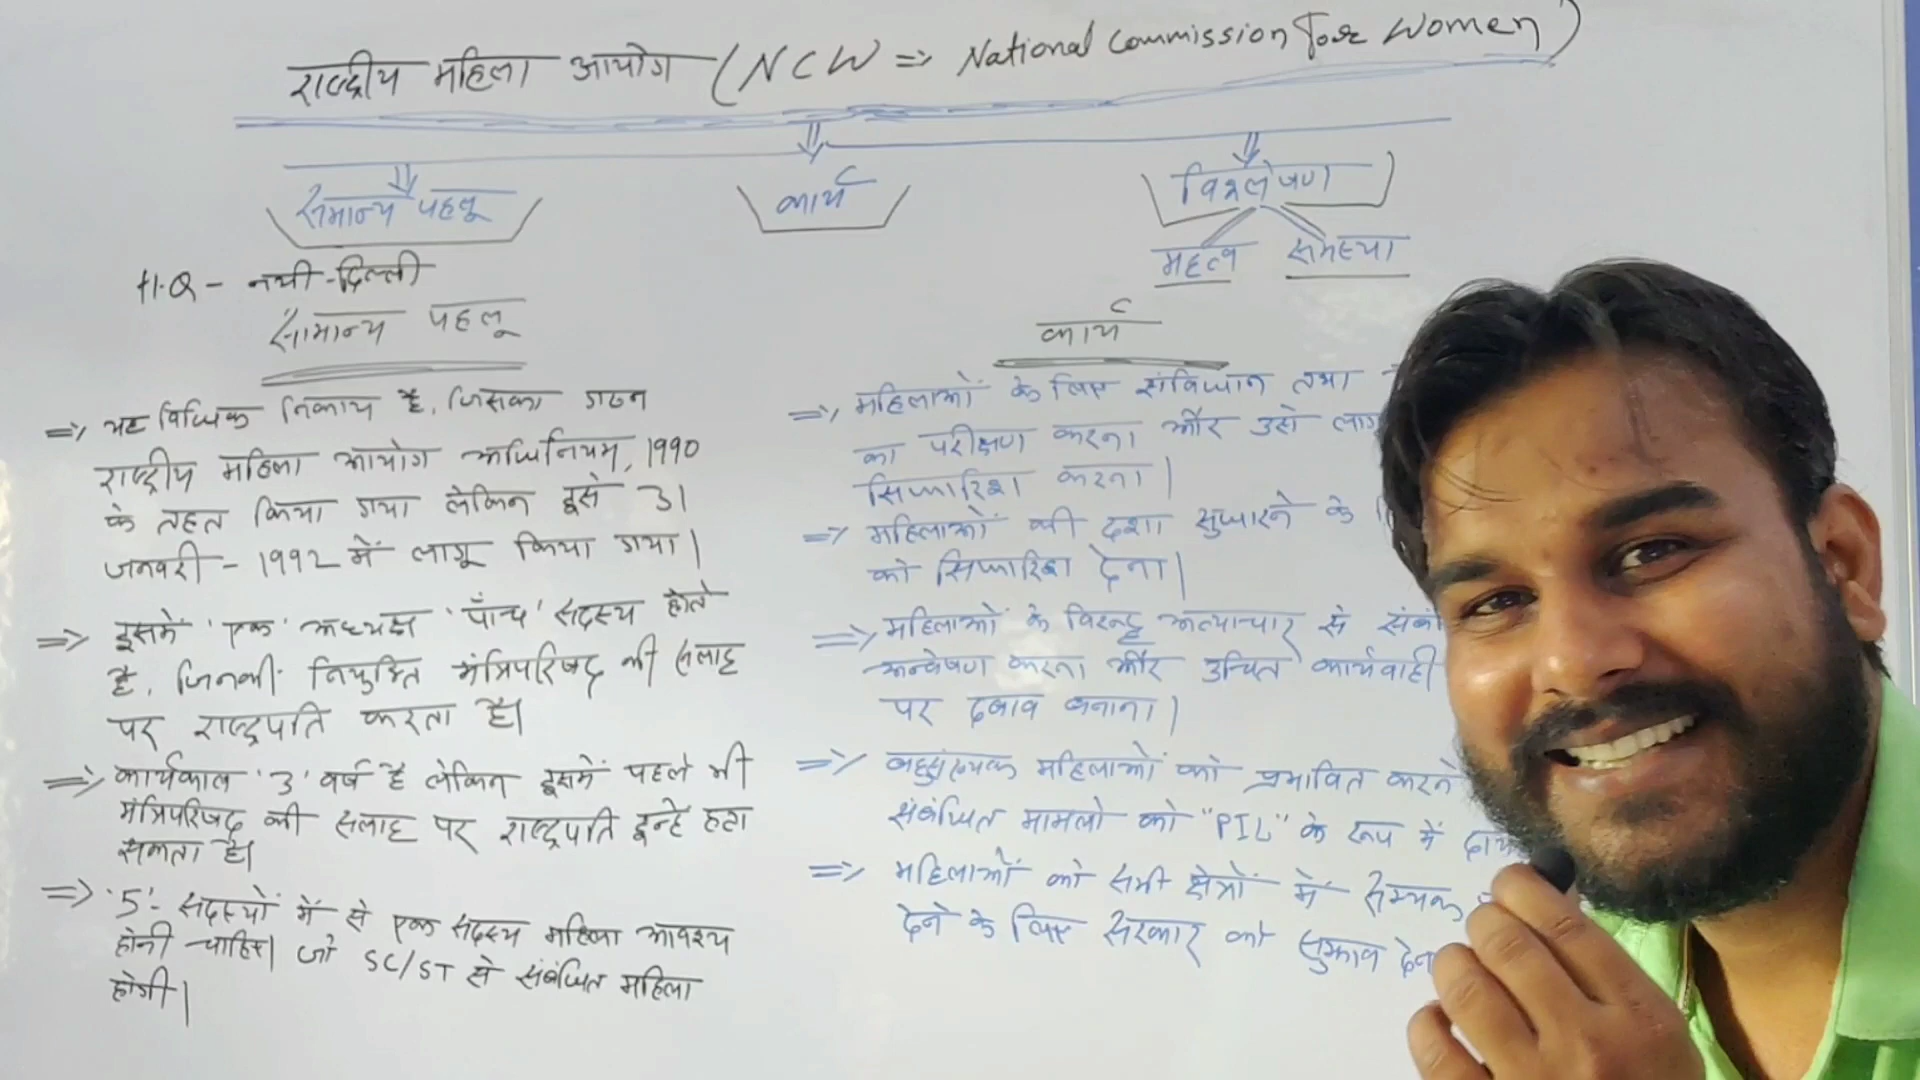 राष्ट्रीय महिला आयोग (NCW => National Commission For Women)
सामान्य पहलू
कार्य
विश्लेषण
महत्व समस्या
H.Q - नयी-दिल्ली
सामान्य पहलू
=> यह विधिक निकाय है, जिसका गठन
राष्ट्रीय महिला आयोग अधिनियम, 1990
के तहत किया गया लेकिन इसे 31
जनवरी - 1992 में लागू किया गया।
=> इसमें 'एक' अध्यक्ष 'पाँच' सदस्य होते
है, जिनकी नियुक्ति मंत्रिपरिषद की सलाह
पर राष्ट्रपति करता है।
=> कार्यकाल '3' वर्ष है लेकिन इसमें पहले भी
मंत्रिपरिषद की सलाह पर राष्ट्रपति इन्हे हटा
सकता है।
=> '5'- सदस्यों में से एक सदस्य महिला आवश्य
होनी चाहिए। जो SC/ST से संबंधित महिला
होगी।
कार्य
=> महिलाओं के लिए संविधान तथा
का परीक्षण करना और उसे
सिफारिश करना।
=> महिलाओं की दशा सुधारने के
को सिफारिश देना।
=> महिलाओं के विरुद्ध अत्याचार से
अन्वेषण करना और उचित कार्यवाही
पर दबाव बनाना।
=> बहुसंख्यक महिलाओं को प्रभावित करने
संबंधित मामलो को "PIL" के रूप में
=> महिलाओं को सभी क्षेत्रों में सम्यक
देने के लिए सरकार को सुझाव